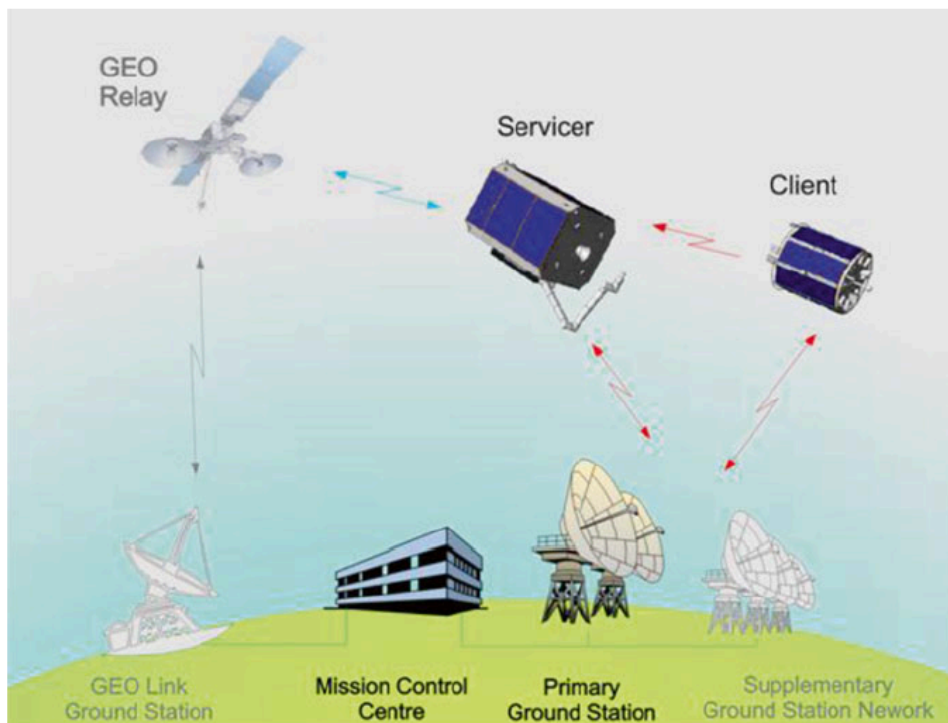 GEO
Relay
Servicer
Client
GEO Link
Ground Station
Mission Control
Centre
Primary
Ground Station
Supplementary
Ground Station Nework